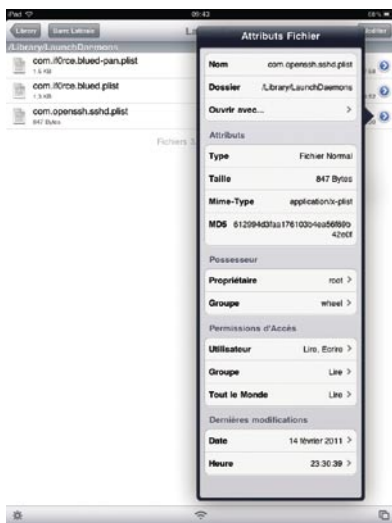 iPad
09:43
Library
/Library/LaunchDaemons
com.if0rce.blued-pan.plist
1.5 KB
com.if0rce.blued.plist
1.3 KB
com.openssh.sshd.plist
847 Bytes
Attributs Fichier
Nom com.openssh.sshd.plist
Dossier /Library/LaunchDaemons
Ouvrir avec...
Attributs
Type Fichier Normal
Taille 847 Bytes
Mime-Type application/x-plist
MD5
Possesseur
Propriétaire root
Groupe wheel
Permissions d'Accès
Utilisateur Lire, Ecrire
Groupe Lire
Tout le Monde Lire
Dernières modifications
Date 14 février 2011
Heure 23:30:39